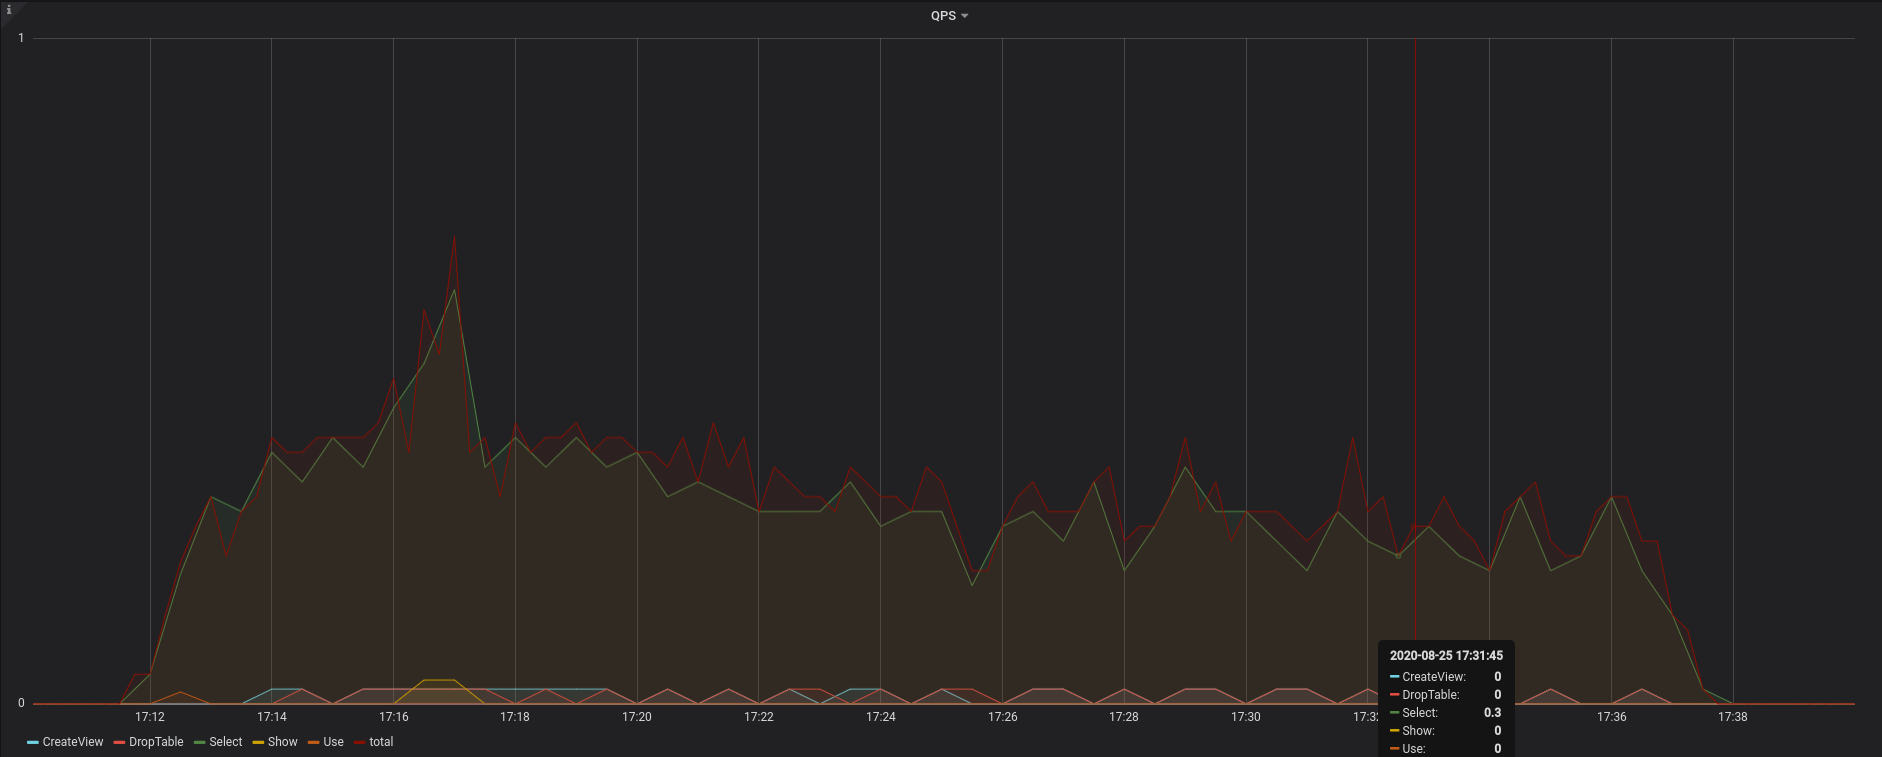 i
QPS
1
0
17:12 17:14 17:16 17:18 17:20 17:22 17:24 17:26 17:28 17:30 17:36 17:38
2020-08-25 17:31:45
CreateView: 0
DropTable: 0
Select: 0.3
Show: 0
Use: 0
CreateView DropTable Select Show Use total